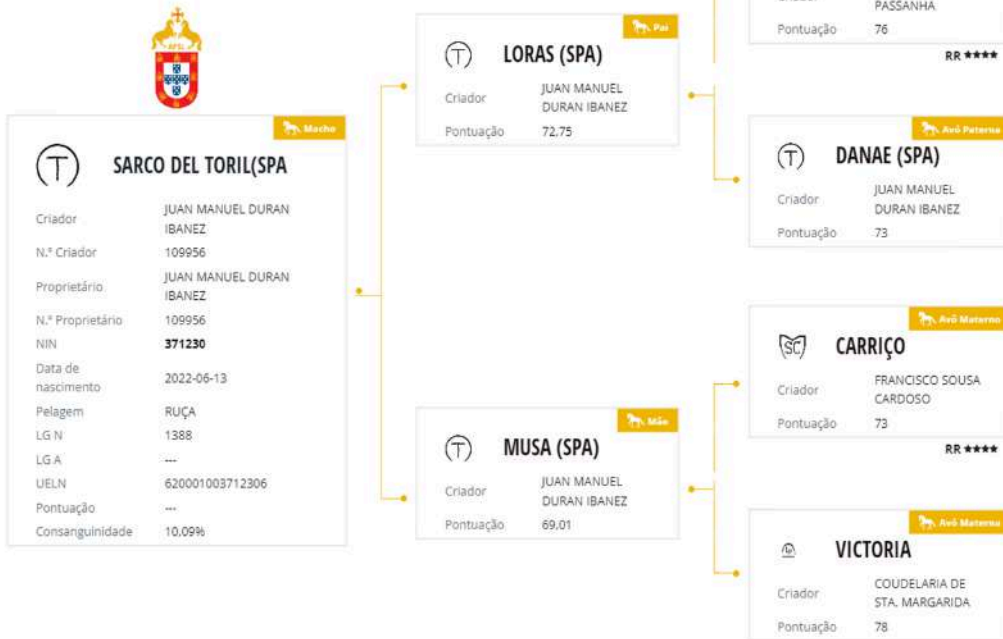 APSL
Macho
T
SARCO DEL TORIL(SPA
Criador JUAN MANUEL DURAN
IBANEZ
N.º Criador 109956
Proprietário JUAN MANUEL DURAN
IBANEZ
N.º Proprietário 109956
NIN 371230
Data de
nascimento 2022-06-13
Pelagem RUÇA
LG N 1388
LG A ---
UELN 620001003712306
Pontuação ---
Consanguinidade 10,09%
Pai
T
LORAS (SPA)
Criador JUAN MANUEL
DURAN IBANEZ
Pontuação 72,75
Mãe
T
MUSA (SPA)
Criador JUAN MANUEL
DURAN IBANEZ
Pontuação 69,01
PASSANHA
Pontuação 76
RR ★★★★
Avó Paterna
T
DANAE (SPA)
Criador JUAN MANUEL
DURAN IBANEZ
Pontuação 73
Avô Materno
SC
CARRIÇO
Criador FRANCISCO SOUSA
CARDOSO
Pontuação 73
RR ★★★★
Avó Materna
VICTORIA
Criador COUDELARIA DE
STA. MARGARIDA
Pontuação 78